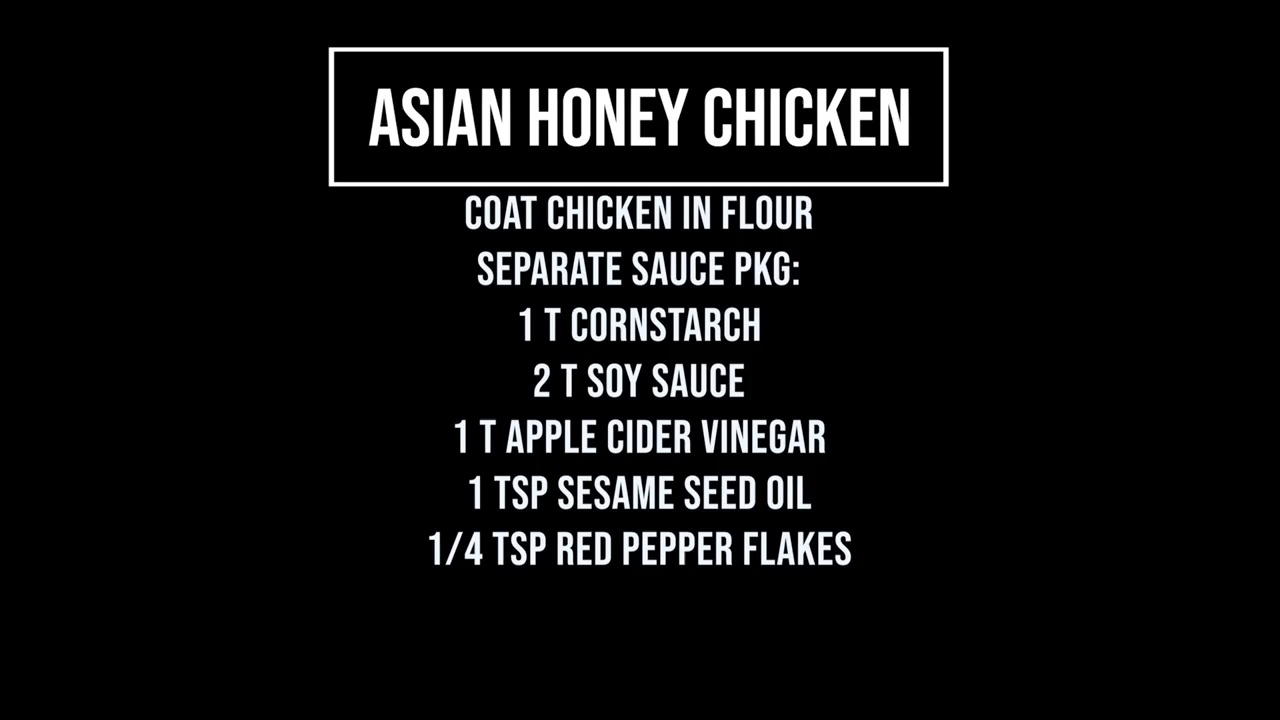 ASIAN HONEY CHICKEN
COAT CHICKEN IN FLOUR
SEPARATE SAUCE PKG:
1 T CORNSTARCH
2 T SOY SAUCE
1 T APPLE CIDER VINEGAR
1 TSP SESAME SEED OIL
1/4 TSP RED PEPPER FLAKES